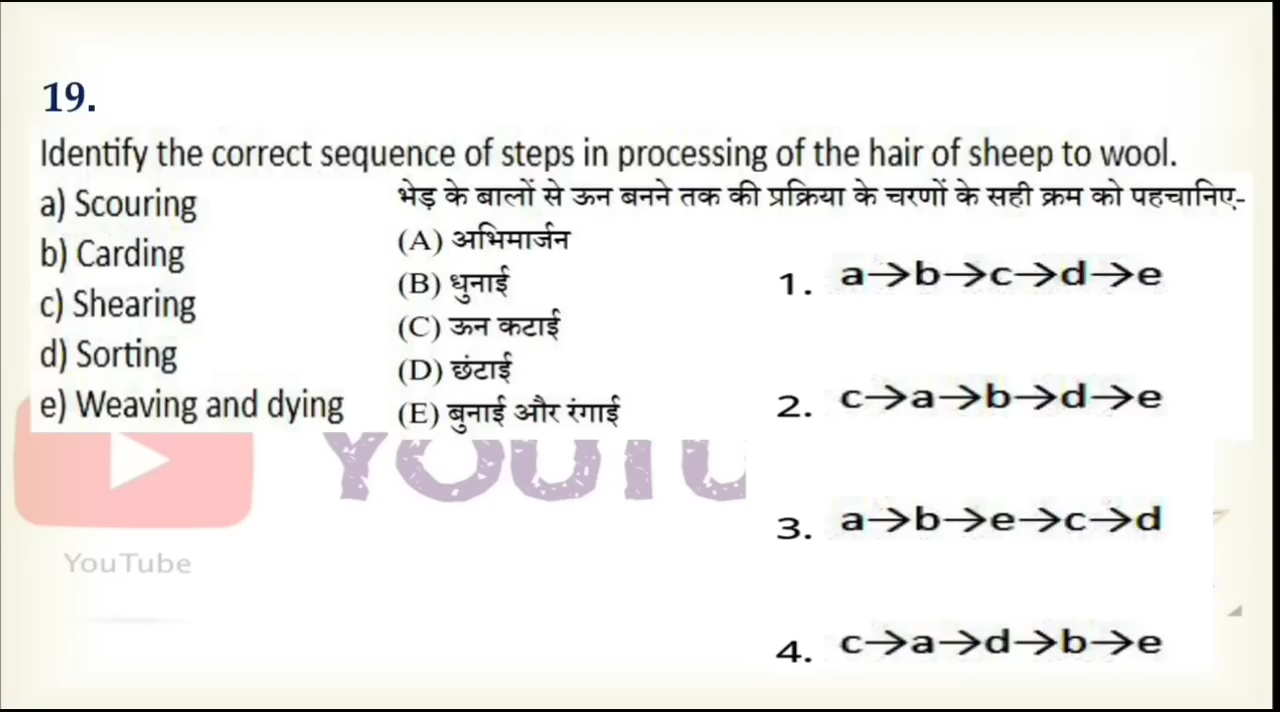 19.
Identify the correct sequence of steps in processing of the hair of sheep to wool.
a) Scouring
b) Carding
c) Shearing
d) Sorting
e) Weaving and dying
भेड़ के बालों से ऊन बनने तक की प्रक्रिया के चरणों के सही क्रम को पहचानिए-
(A) अभिमार्जन
(B) धुनाई
(C) ऊन कटाई
(D) छंटाई
(E) बुनाई और रंगाई
1. a→b→c→d→e
2. c→a→b→d→e
3. a→b→e→c→d
4. c→a→d→b→e
YOUTU
YouTube